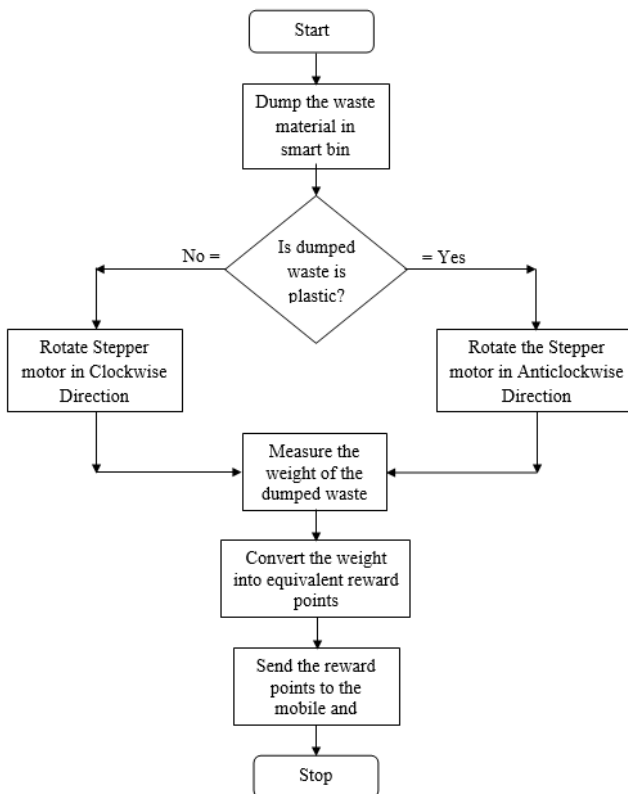 Start
Dump the waste
material in
smart bin
Is dumped
waste is
plastic?
No =
= Yes
Rotate Stepper
motor in Clockwise
Direction
Rotate the Stepper
motor in Anticlockwise
Direction
Measure the
weight of the
dumped waste
Convert the weight
into equivalent reward
points
Send the reward
points to the
mobile and
Stop